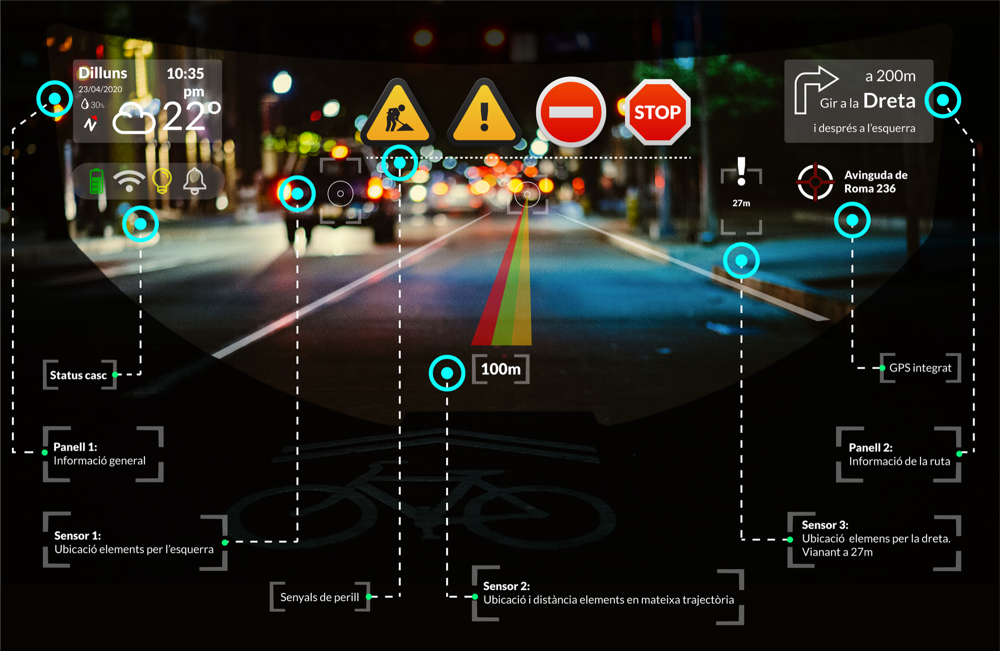 Dilluns
10:35
pm
23/04/2020
30%
N
22º
STOP
a 200m
Gir a la Dreta
i després a l'esquerra
27m
Avinguda de
Roma 236
100m
Status casc
GPS integrat
Panell 1:
Informació general
Panell 2:
Informació de la ruta
Sensor 1:
Ubicació elements per l'esquerra
Sensor 3:
Ubicació elemens per la dreta.
Vianant a 27m
Senyals de perill
Sensor 2:
Ubicació i distància elements en mateixa trajectòria